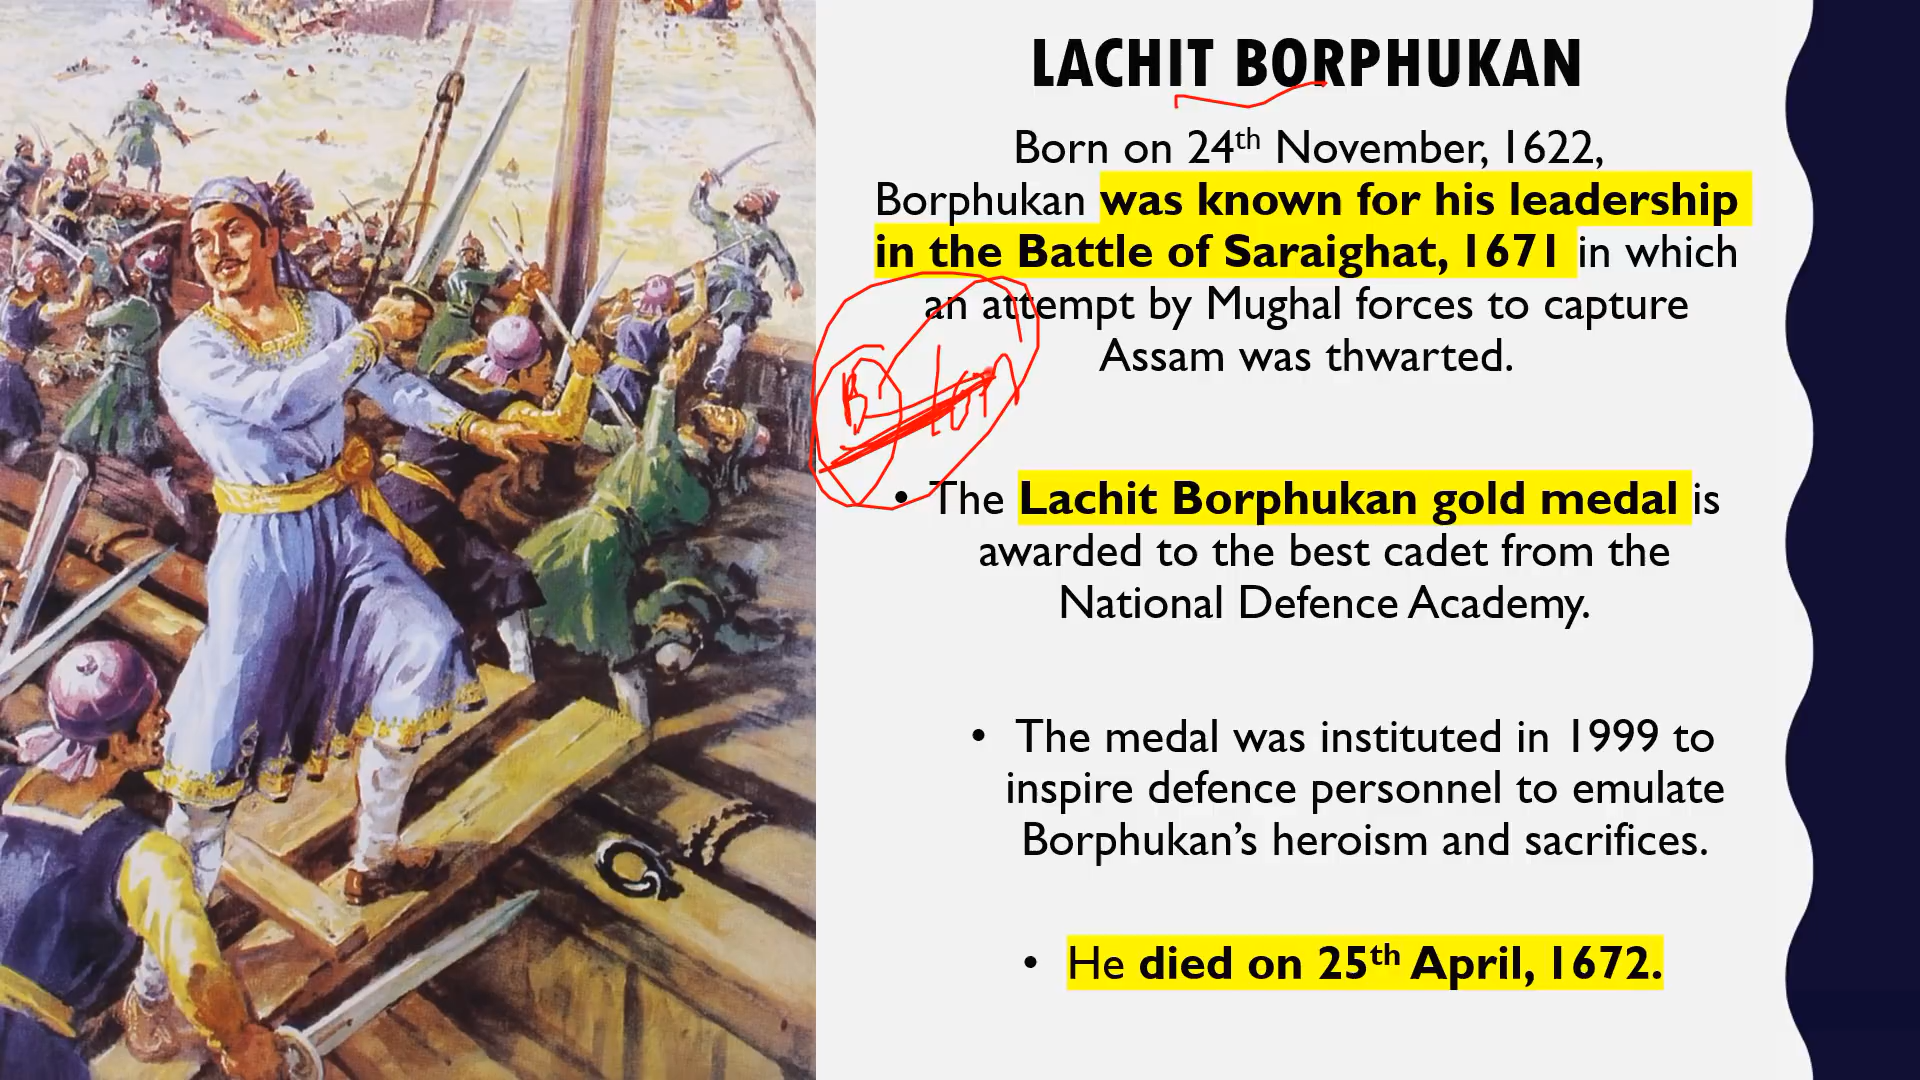 LACHIT BORPHUKAN
Born on 24th November, 1622,
Borphukan was known for his leadership
in the Battle of Saraighat, 1671 in which
an attempt by Mughal forces to capture
Assam was thwarted.
• The Lachit Borphukan gold medal is
awarded to the best cadet from the
National Defence Academy.
• The medal was instituted in 1999 to
inspire defence personnel to emulate
Borphukan’s heroism and sacrifices.
• He died on 25th April, 1672.